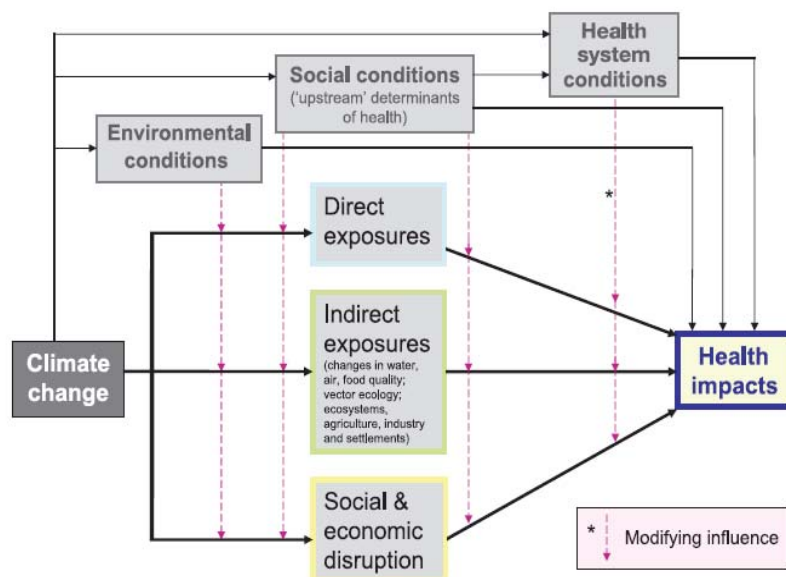 Health
system
conditions
Social conditions
(‘upstream’ determinants
of health)
Environmental
conditions
*
Direct
exposures
Indirect
exposures
(changes in water,
air, food quality;
vector ecology;
ecosystems,
agriculture, industry
and settlements)
Climate
change
Health
impacts
Social &
economic
disruption
* Modifying influence